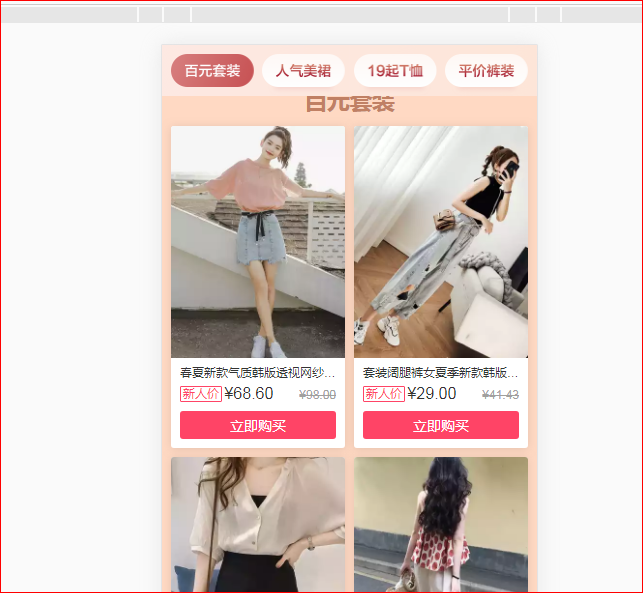 百元套装 人气美裙 19起T恤 平价裤装
百元套装
春夏新款气质韩版透视网纱... 套装阔腿裤女夏季新款韩版...
新人价 ¥68.60 ¥98.00 新人价 ¥29.00 ¥41.43
立即购买 立即购买